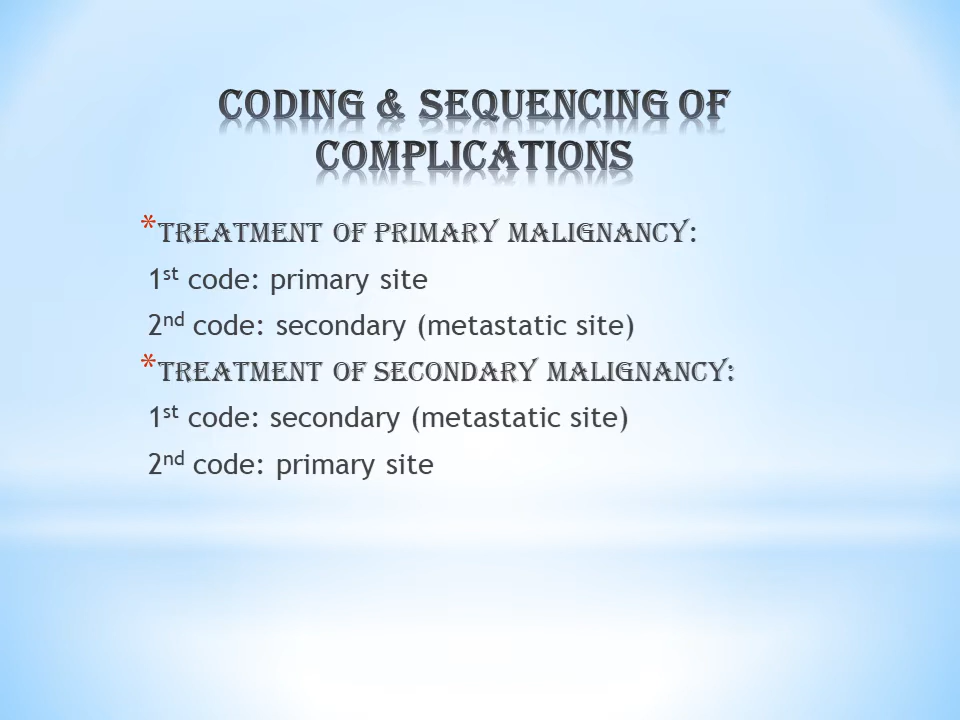 CODING & SEQUENCING OF
COMPLICATIONS
*TREATMENT OF PRIMARY MALIGNANCY:
1st code: primary site
2nd code: secondary (metastatic site)
*TREATMENT OF SECONDARY MALIGNANCY:
1st code: secondary (metastatic site)
2nd code: primary site